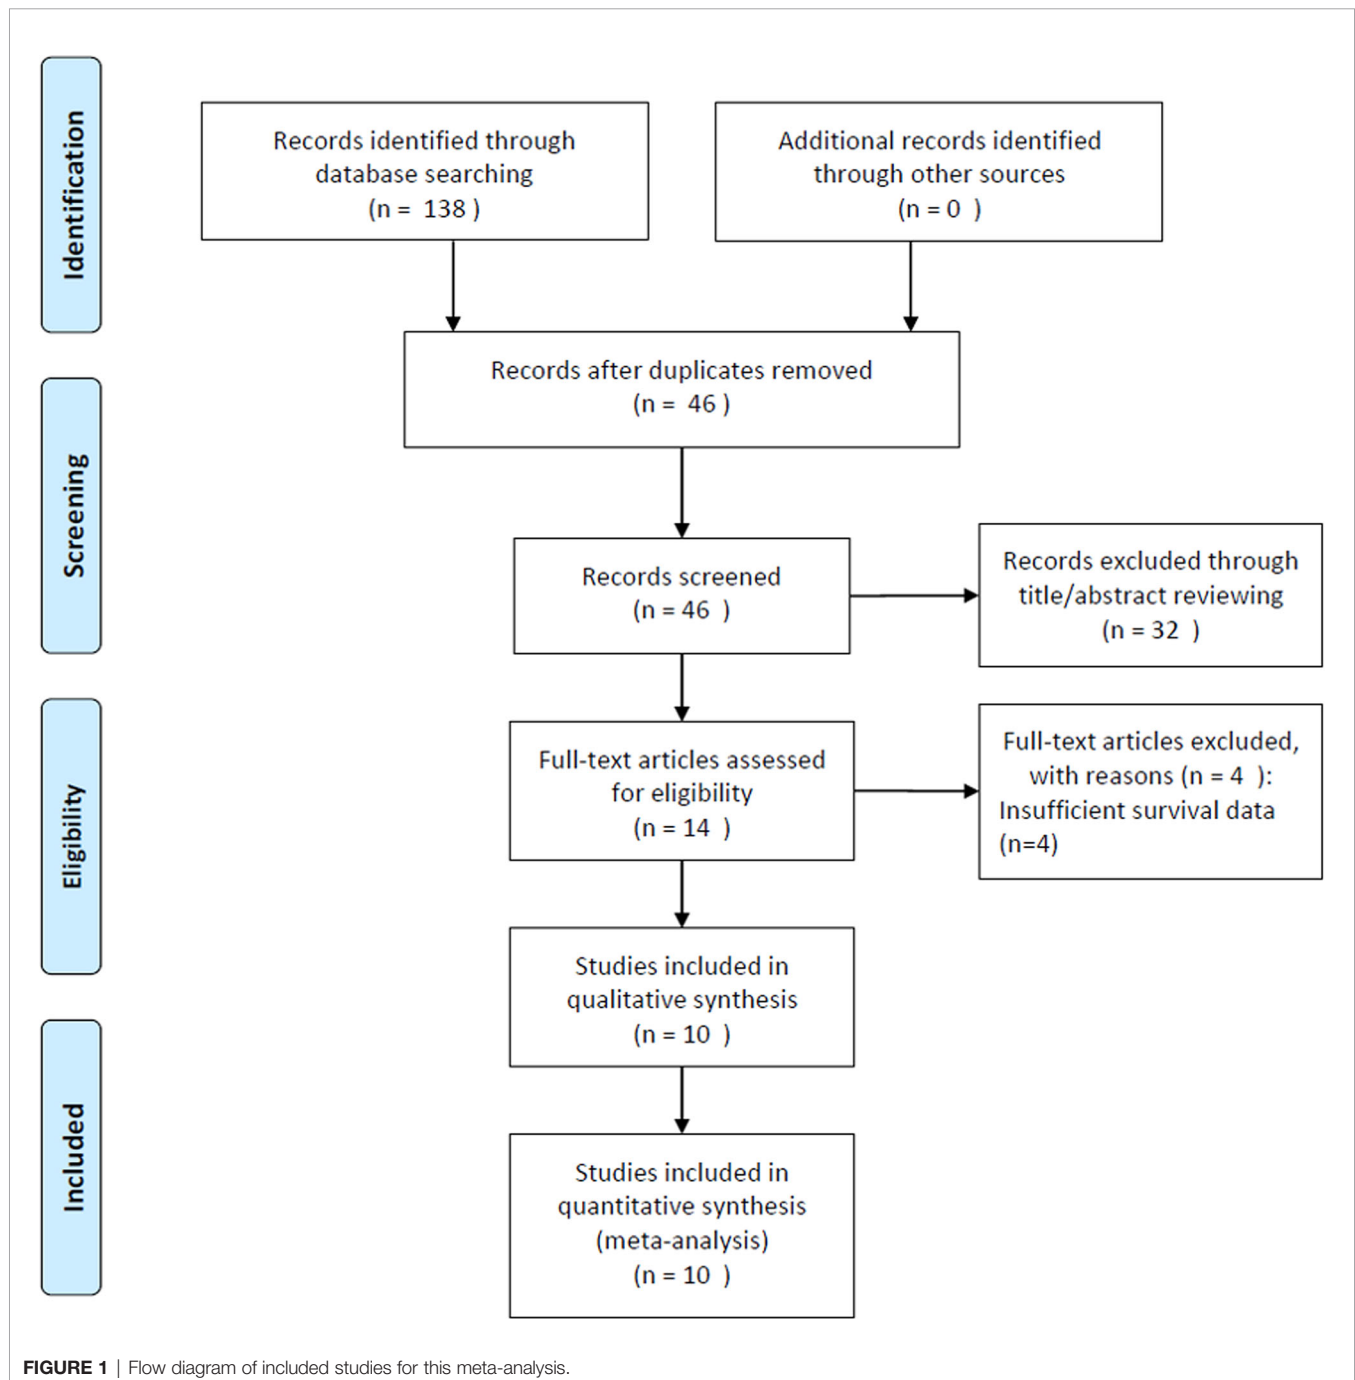 Identification
Records identified through
database searching
(n = 138 )
Additional records identified
through other sources
(n = 0 )
Records after duplicates removed
(n = 46 )
Screening
Records screened
(n = 46 )
Records excluded through
title/abstract reviewing
(n = 32 )
Eligibility
Full-text articles assessed
for eligibility
(n = 14 )
Full-text articles excluded,
with reasons (n = 4 ):
Insufficient survival data
(n=4)
Studies included in
qualitative synthesis
(n = 10 )
Included
Studies included in
quantitative synthesis
(meta-analysis)
(n = 10 )
FIGURE 1 | Flow diagram of included studies for this meta-analysis.